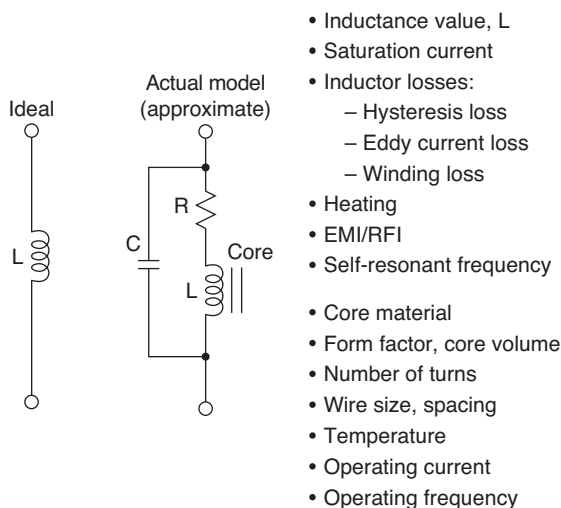 Ideal
L
Actual model
(approximate)
R
C
Core
L
• Inductance value, L
• Saturation current
• Inductor losses:
– Hysteresis loss
– Eddy current loss
– Winding loss
• Heating
• EMI/RFI
• Self-resonant frequency
• Core material
• Form factor, core volume
• Number of turns
• Wire size, spacing
• Temperature
• Operating current
• Operating frequency